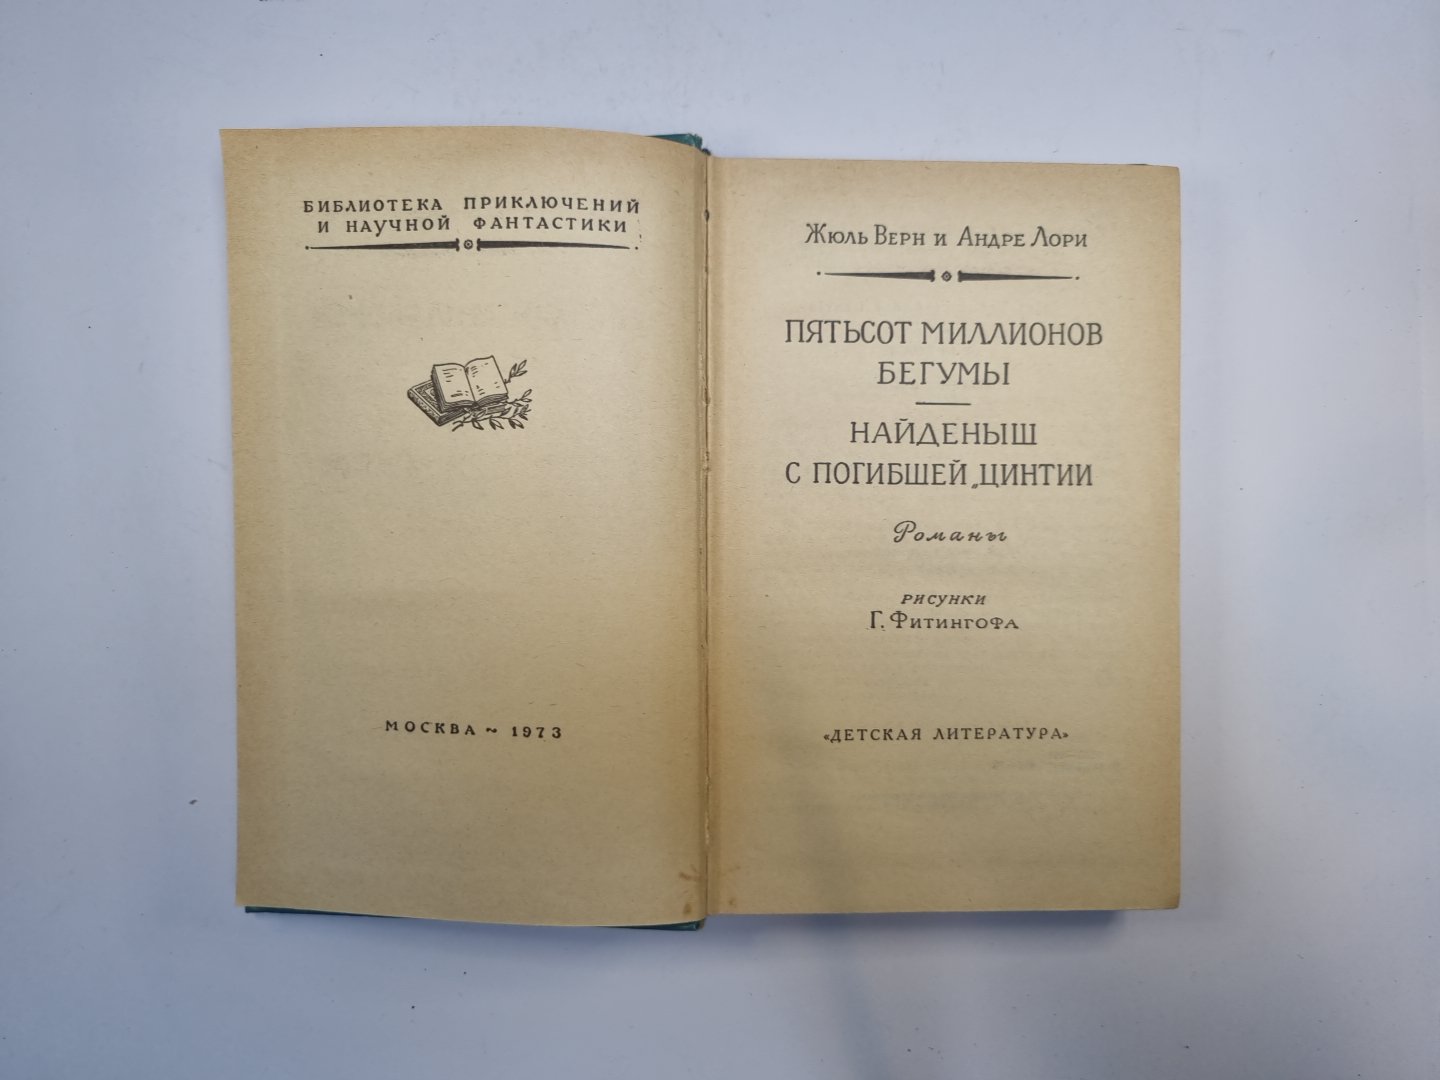 БИБЛИОТЕКА ПРИКЛЮЧЕНИЙ
И НАУЧНОЙ ФАНТАСТИКИ
МОСКВА ~ 1973
ЖЮЛЬ ВЕРН И АНДРЕ ЛОРИ
ПЯТЬСОТ МИЛЛИОНОВ
БЕГУМЫ
НАЙДЕНЫШ
С ПОГИБШЕЙ „ЦИНТИИ
Романы
РИСУНКИ
Г. ФИТИНГОФА
«ДЕТСКАЯ ЛИТЕРАТУРА»